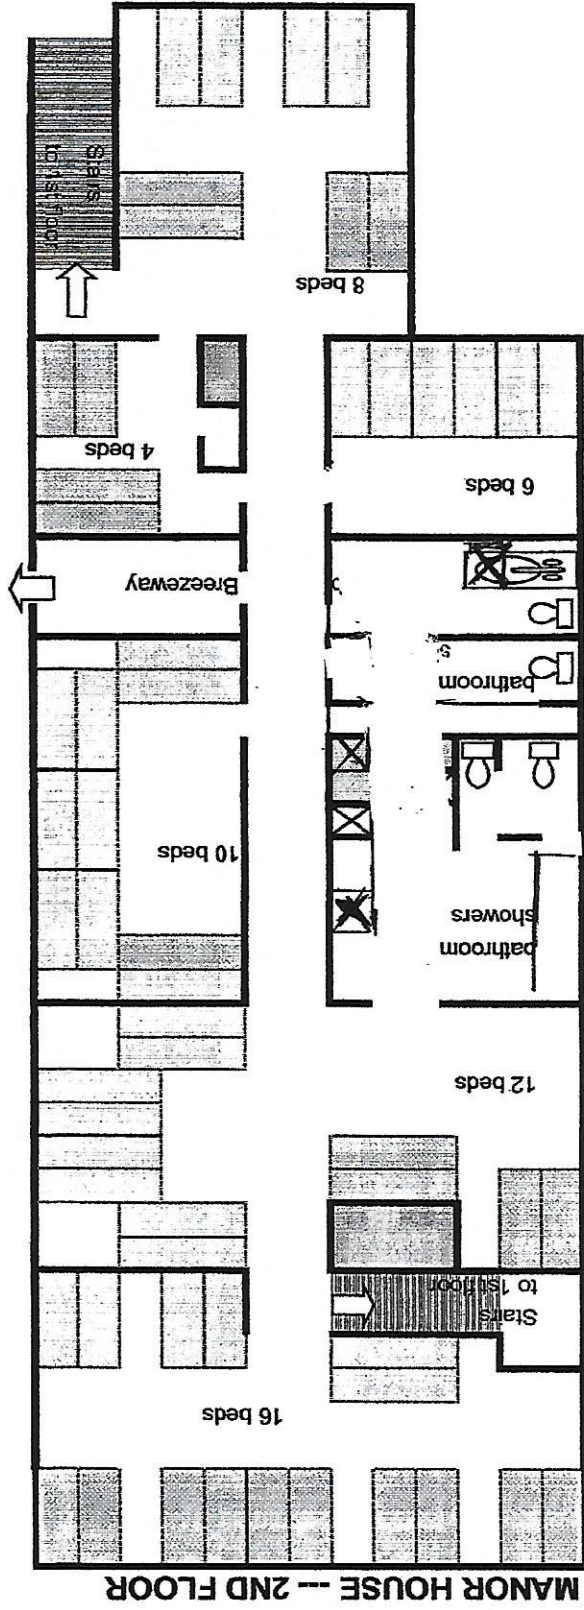 MANOR HOUSE --- 2ND FLOOR
16 beds
Stairs
to 1st floor
12 beds
bathroom
showers
10 beds
bathroom
Breezeway
6 beds
4 beds
8 beds
Stairs
to 1st floor